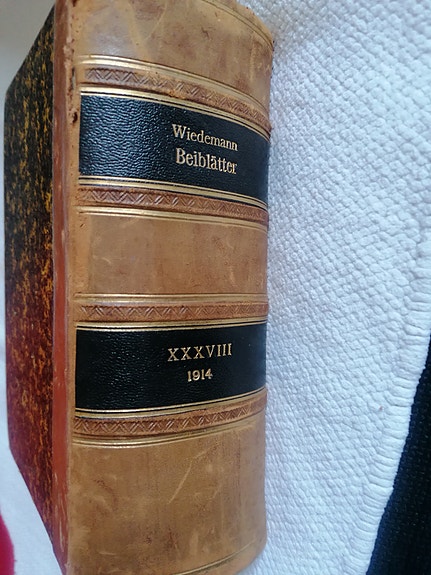 Wiedemann
Beiblätter
XXXVIII
1914